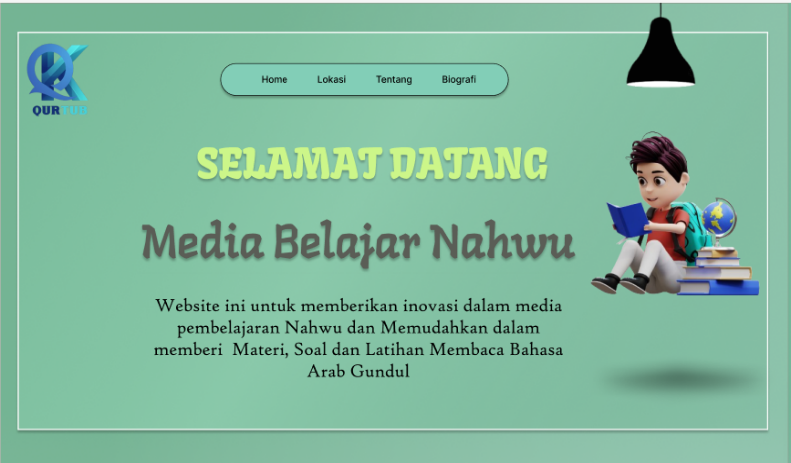 QUR FUR
Home Lokasi Tentang Biografi
SELAMAT DATANG
Media Belajar Nahwu
Website ini untuk memberikan inovasi dalam media
pembelajaran Nahwu dan Memudahkan dalam
memberi Materi, Soal dan Latihan Membaca Bahasa
Arab Gundul